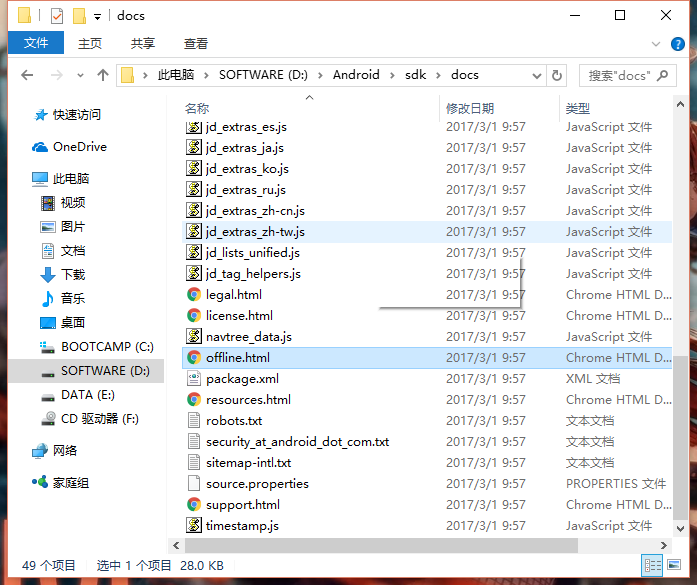 docs
文件 主页 共享 查看
此电脑 SOFTWARE (D:) Android sdk docs 搜索"docs"
名称 修改日期 类型
快速访问
OneDrive
此电脑
视频
图片
文档
下载
音乐
桌面
BOOTCAMP (C:)
SOFTWARE (D:)
DATA (E:)
CD 驱动器 (F:)
网络
家庭组
jd_extras_es.js 2017/3/1 9:57 JavaScript 文件
jd_extras_ja.js 2017/3/1 9:57 JavaScript 文件
jd_extras_ko.js 2017/3/1 9:57 JavaScript 文件
jd_extras_ru.js 2017/3/1 9:57 JavaScript 文件
jd_extras_zh-cn.js 2017/3/1 9:57 JavaScript 文件
jd_extras_zh-tw.js 2017/3/1 9:57 JavaScript 文件
jd_lists_unified.js 2017/3/1 9:57 JavaScript 文件
jd_tag_helpers.js 2017/3/1 9:57 JavaScript 文件
legal.html 2017/3/1 9:57 Chrome HTML D...
license.html 2017/3/1 9:57 Chrome HTML D...
navtree_data.js 2017/3/1 9:57 JavaScript 文件
offline.html 2017/3/1 9:57 Chrome HTML D...
package.xml 2017/3/1 9:57 XML 文档
resources.html 2017/3/1 9:57 Chrome HTML D...
robots.txt 2017/3/1 9:57 文本文档
security_at_android_dot_com.txt 2017/3/1 9:57 文本文档
sitemap-intl.txt 2017/3/1 9:57 文本文档
source.properties 2017/3/1 9:57 PROPERTIES 文件
support.html 2017/3/1 9:57 Chrome HTML D...
timestamp.js 2017/3/1 9:57 JavaScript 文件
49 个项目 选中 1 个项目 28.0 KB